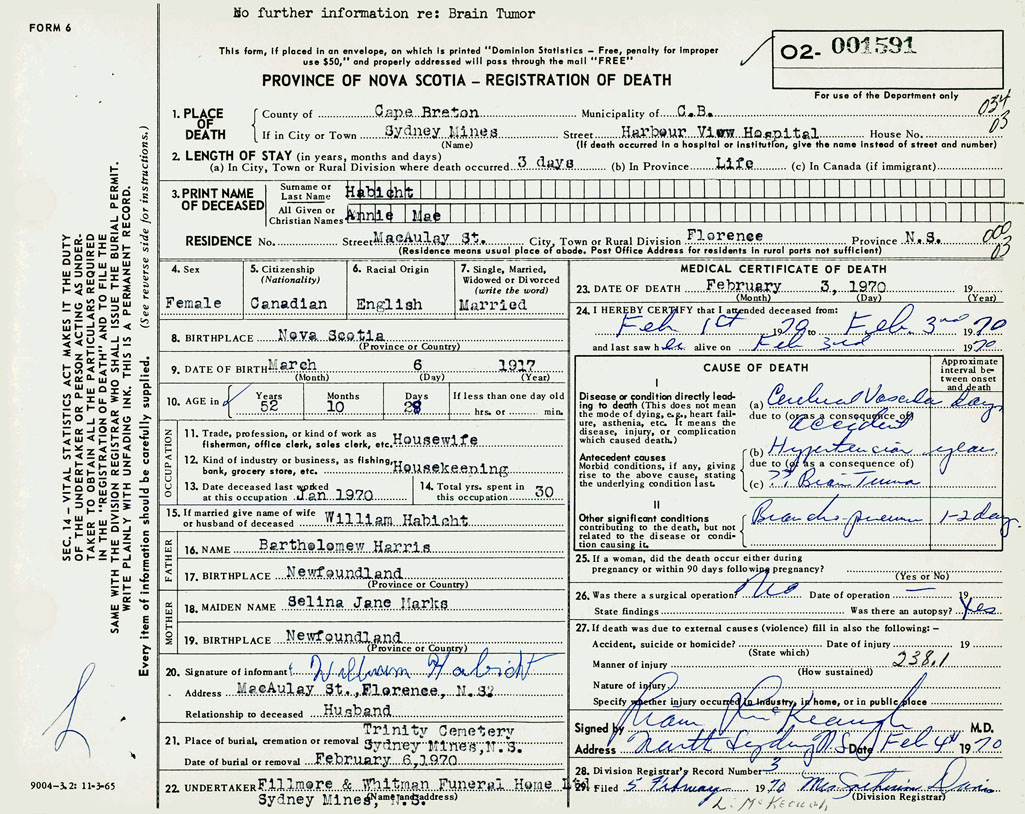 No further information re: Brain Tumor
FORM 6
This form, if placed in an envelope, on which is printed "Dominion Statistics – Free, penalty for improper
use $50," and properly addressed will pass through the mail "FREE"
PROVINCE OF NOVA SCOTIA – REGISTRATION OF DEATH
O2- 001591
For use of the Department only
034
03
1. PLACE OF DEATH
County of Cape Breton Municipality of C.B.
If in City or Town Sydney Mines Street Harbour View Hospital House No.
(Name) (If death occurred in a hospital or institution, give the name instead of street and number)
2. LENGTH OF STAY (in years, months and days)
(a) In City, Town or Rural Division where death occurred 3 days (b) In Province Life (c) In Canada (if immigrant)
3. PRINT NAME OF DECEASED
Surname or Last Name Habicht
All Given or Christian Names Annie Mae
RESIDENCE No. Street MacAulay St. City, Town or Rural Division Florence Province N.S.
(Residence means usual place of abode. Post Office Address for residents in rural parts not sufficient)
000
03
4. Sex
Female
5. Citizenship
(Nationality)
Canadian
6. Racial Origin
English
7. Single, Married,
Widowed or Divorced
(write the word)
Married
8. BIRTHPLACE Nova Scotia
(Province or Country)
9. DATE OF BIRTH March 6 1917
(Month) (Day) (Year)
10. AGE in
Years Months Days If less than one day old
52 10 28 hrs. or min.
OCCUPATION
11. Trade, profession, or kind of work as
fisherman, office clerk, sales clerk, etc. Housewife
12. Kind of industry or business, as fishing,
bank, grocery store, etc. Housekeeping
13. Date deceased last worked
at this occupation Jan 1970
14. Total yrs. spent in
this occupation 30
15. If married give name of wife
or husband of deceased William Habicht
FATHER
16. NAME Bartholomew Harris
17. BIRTHPLACE Newfoundland
(Province or Country)
MOTHER
18. MAIDEN NAME Selina Jane Marks
19. BIRTHPLACE Newfoundland
(Province or Country)
20. Signature of informant William Habicht
Address MacAulay St., Florence, N.S.
Relationship to deceased Husband
21. Place of burial, cremation or removal Trinity Cemetery
Sydney Mines, N.S.
Date of burial or removal February 6, 1970
22. UNDERTAKER Fillmore & Whitman Funeral Home Ltd.
Sydney Mines, N.S.
(Name and address)
MEDICAL CERTIFICATE OF DEATH
23. DATE OF DEATH February 3, 1970 19
(Month) (Day) (Year)
24. I HEREBY CERTIFY that I attended deceased from:
Feb 1st 1970 to Feb. 3rd 1970
and last saw her alive on Feb 3rd 1970
CAUSE OF DEATH
Approximate
interval be-
tween onset
and death
I
Disease or condition directly lead-
ing to death (This does not mean
the mode of dying, e.g., heart fail-
ure, asthenia, etc. It means the
disease, injury, or complication
which caused death.)
(a) Cerebral Vascular days
due to (or as a consequence of)
accident
Antecedent causes
Morbid conditions, if any, giving
rise to the above cause, stating
the underlying condition last.
(b) Hypertension years
due to (or as a consequence of)
(c) ?? Brain Tumor
II
Other significant conditions
contributing to the death, but not
related to the disease or condi-
tion causing it.
Broncho-pneum 1-2 days
25. If a woman, did the death occur either during
pregnancy or within 90 days following pregnancy?
(Yes or No)
26. Was there a surgical operation? No Date of operation — 19
State findings Was there an autopsy? Yes
27. If death was due to external causes (violence) fill in also the following: –
Accident, suicide or homicide? Date of injury 19
(State which)
Manner of injury 238.1
(How sustained)
Nature of injury
Specify whether injury occurred in industry, in home, or in public place
Signed by McKeough M.D.
Address North Sydney N.S. Date Feb 4th 1970
28. Division Registrar's Record Number 3
29. Filed 5 February 1970 Mrs Davis
(Division Registrar)
L. McKeough
SEC. 14 – VITAL STATISTICS ACT MAKES IT THE DUTY
OF THE UNDERTAKER OR PERSON ACTING AS UNDER-
TAKER TO OBTAIN ALL THE PARTICULARS REQUIRED
IN THE "REGISTRATION OF DEATH" AND TO FILE THE
SAME WITH THE DIVISION REGISTRAR WHO SHALL ISSUE THE BURIAL PERMIT.
WRITE PLAINLY WITH UNFADING INK. THIS IS A PERMANENT RECORD.
Every item of information should be carefully supplied. (See reverse side for instructions.)
9004–3.2: 11-3-65